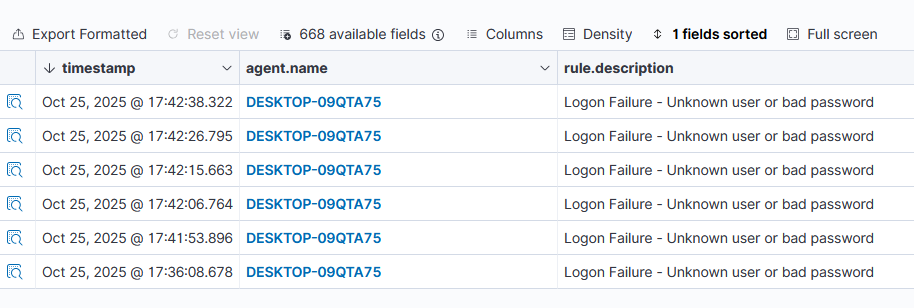 Export Formatted Reset view 668 available fields Columns Density 1 fields sorted Full screen
timestamp agent.name rule.description
Oct 25, 2025 @ 17:42:38.322 DESKTOP-09QTA75 Logon Failure - Unknown user or bad password
Oct 25, 2025 @ 17:42:26.795 DESKTOP-09QTA75 Logon Failure - Unknown user or bad password
Oct 25, 2025 @ 17:42:15.663 DESKTOP-09QTA75 Logon Failure - Unknown user or bad password
Oct 25, 2025 @ 17:42:06.764 DESKTOP-09QTA75 Logon Failure - Unknown user or bad password
Oct 25, 2025 @ 17:41:53.896 DESKTOP-09QTA75 Logon Failure - Unknown user or bad password
Oct 25, 2025 @ 17:36:08.678 DESKTOP-09QTA75 Logon Failure - Unknown user or bad password